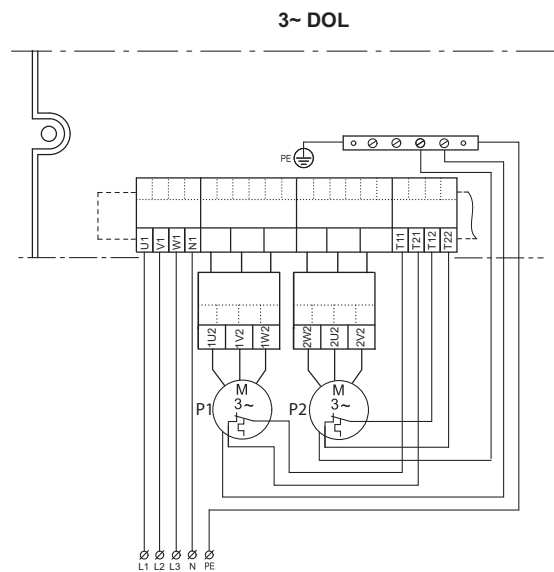 3~ DOL
PE
U1 V1 W1 N1 T11 T21 T12 T22
1U2 1V2 1W2 2W2 2U2 2V2
P1 M 3~ P2 M 3~
L1 L2 L3 N PE